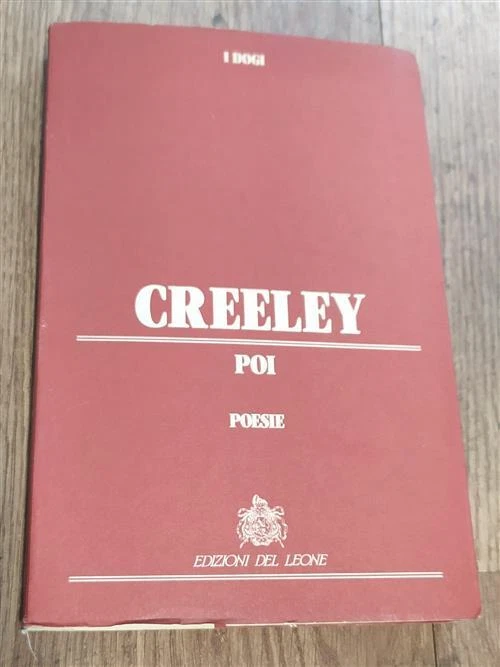 I DOGI
CREELEY
POI
POESIE
EDIZIONI DEL LEONE